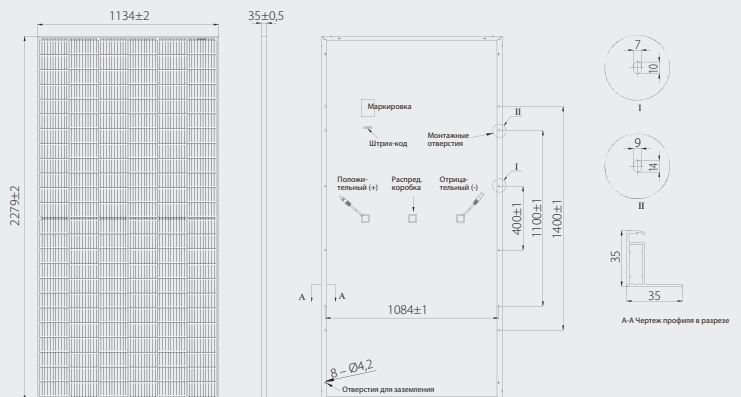 1134±2
35±0,5
2279±2
Маркировка
Штрих-код
Монтажные
отверстия
II
I
Положи-
тельный (+)
Распред.
коробка
Отрица-
тельный (-)
400±1
1100±1
1400±1
A
A
1084±1
8 – Ø4,2
Отверстия для заземления
7
10
I
9
14
II
35
35
A-A Чертеж профиля в разрезе